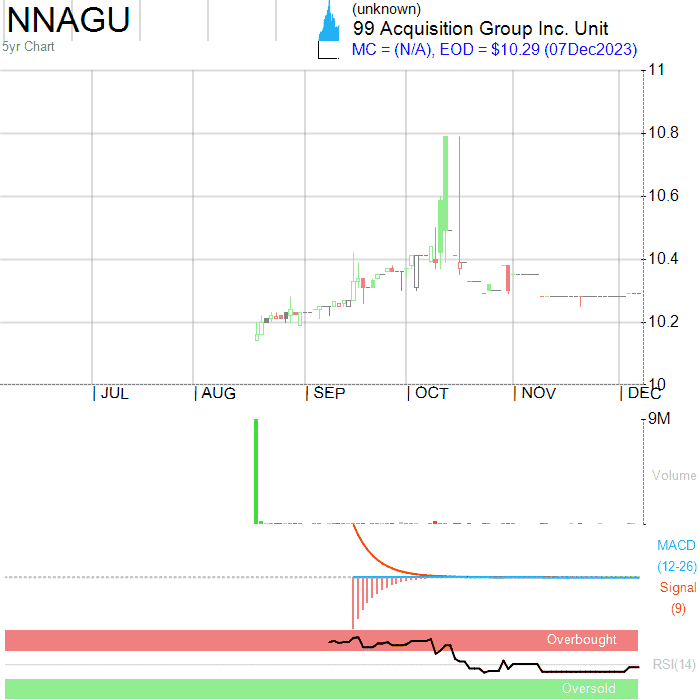 NNAGU
5yr Chart
(unknown)
99 Acquisition Group Inc. Unit
MC = (N/A), EOD = $10.29 (07Dec2023)
11
10.8
10.6
10.4
10.2
10
JUL AUG SEP OCT NOV DEC
9M
Volume
MACD
(12-26)
Signal
(9)
Overbought
RSI(14)
Oversold